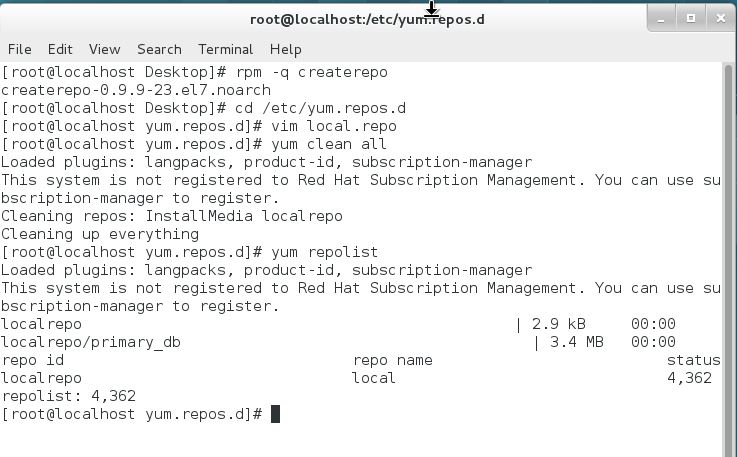 root@localhost:/etc/yum.repos.d
File Edit View Search Terminal Help
[root@localhost Desktop]# rpm -q createrepo
createrepo-0.9.9-23.el7.noarch
[root@localhost Desktop]# cd /etc/yum.repos.d
[root@localhost yum.repos.d]# vim local.repo
[root@localhost yum.repos.d]# yum clean all
Loaded plugins: langpacks, product-id, subscription-manager
This system is not registered to Red Hat Subscription Management. You can use su
bscription-manager to register.
Cleaning repos: InstallMedia localrepo
Cleaning up everything
[root@localhost yum.repos.d]# yum repolist
Loaded plugins: langpacks, product-id, subscription-manager
This system is not registered to Red Hat Subscription Management. You can use su
bscription-manager to register.
localrepo | 2.9 kB 00:00
localrepo/primary_db | 3.4 MB 00:00
repo id repo name status
localrepo local 4,362
repolist: 4,362
[root@localhost yum.repos.d]#